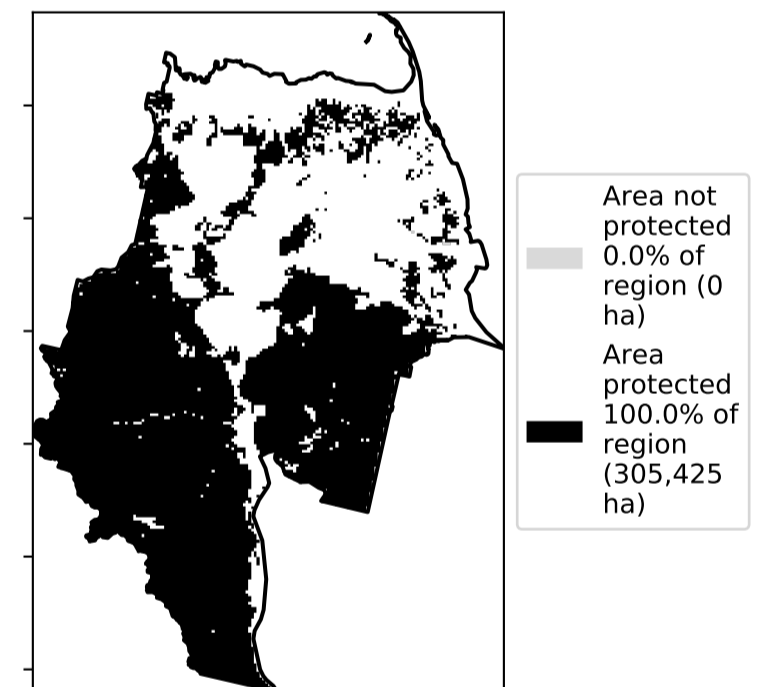 Area not
protected
0.0% of
region (0
ha)
Area
protected
100.0% of
region
(305,425
ha)